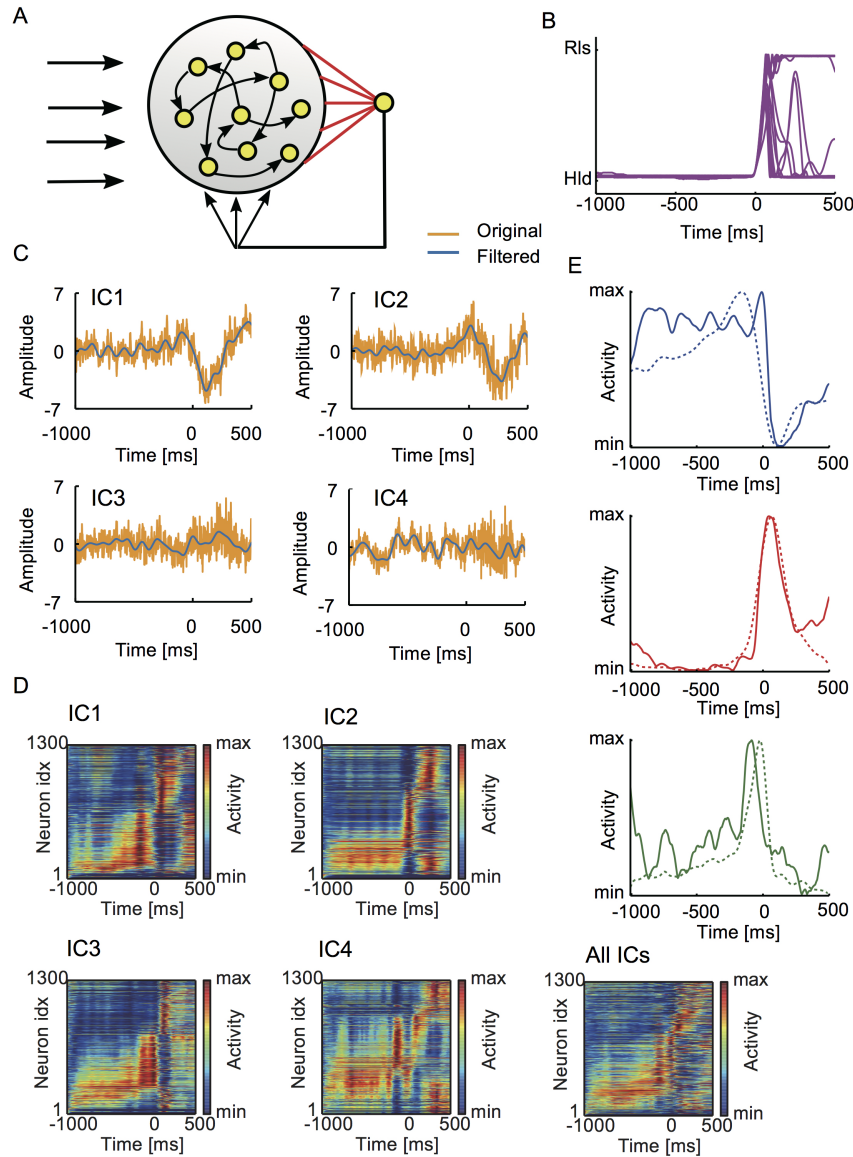 A
B
Rls
Hld
-1000
-500
0
500
Time [ms]
Original
Filtered
C
IC1
7
0
-7
Amplitude
-1000
0
500
Time [ms]
IC2
7
0
-7
Amplitude
-1000
0
500
Time [ms]
IC3
7
0
-7
Amplitude
-1000
0
500
Time [ms]
IC4
7
0
-7
Amplitude
-1000
0
500
Time [ms]
E
max
Activity
min
-1000
-500
0
500
Time [ms]
max
Activity
min
-1000
-500
0
500
Time [ms]
max
Activity
min
-1000
-500
0
500
Time [ms]
D
IC1
1300
Neuron idx
1
-1000
0
500
Time [ms]
max
Activity
min
IC2
1300
Neuron idx
1
-1000
0
500
Time [ms]
max
Activity
min
IC3
1300
Neuron idx
1
-1000
0
500
Time [ms]
max
Activity
min
IC4
1300
Neuron idx
1
-1000
0
500
Time [ms]
max
Activity
min
All ICs
1300
Neuron idx
1
-1000
0
500
Time [ms]
max
Activity
min